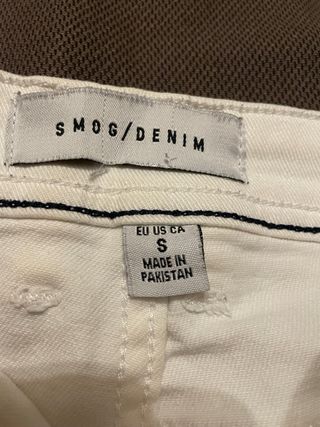 SMOG/DENIM
EU US CA
S
MADE IN
PAKISTAN